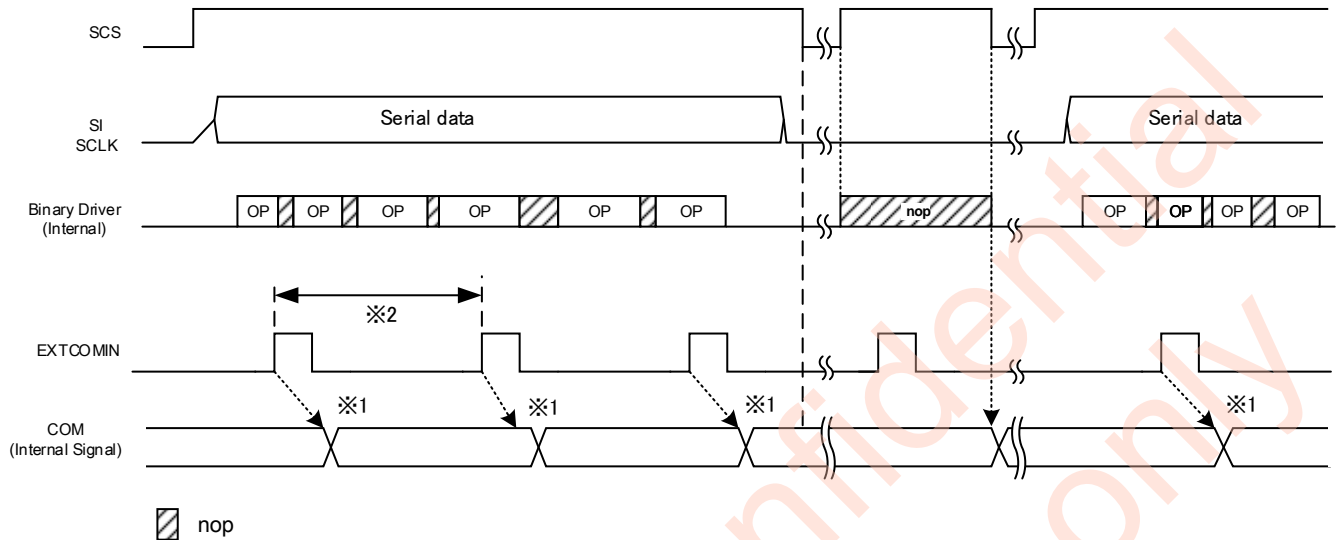 SCS
SI
SCLK
Serial data
Serial data
Binary Driver
(Internal)
OP OP OP OP OP OP nop OP OP OP OP
※2
EXTCOMIN
※1 ※1 ※1 ※1
COM
(Internal Signal)
nop
Confidential
only